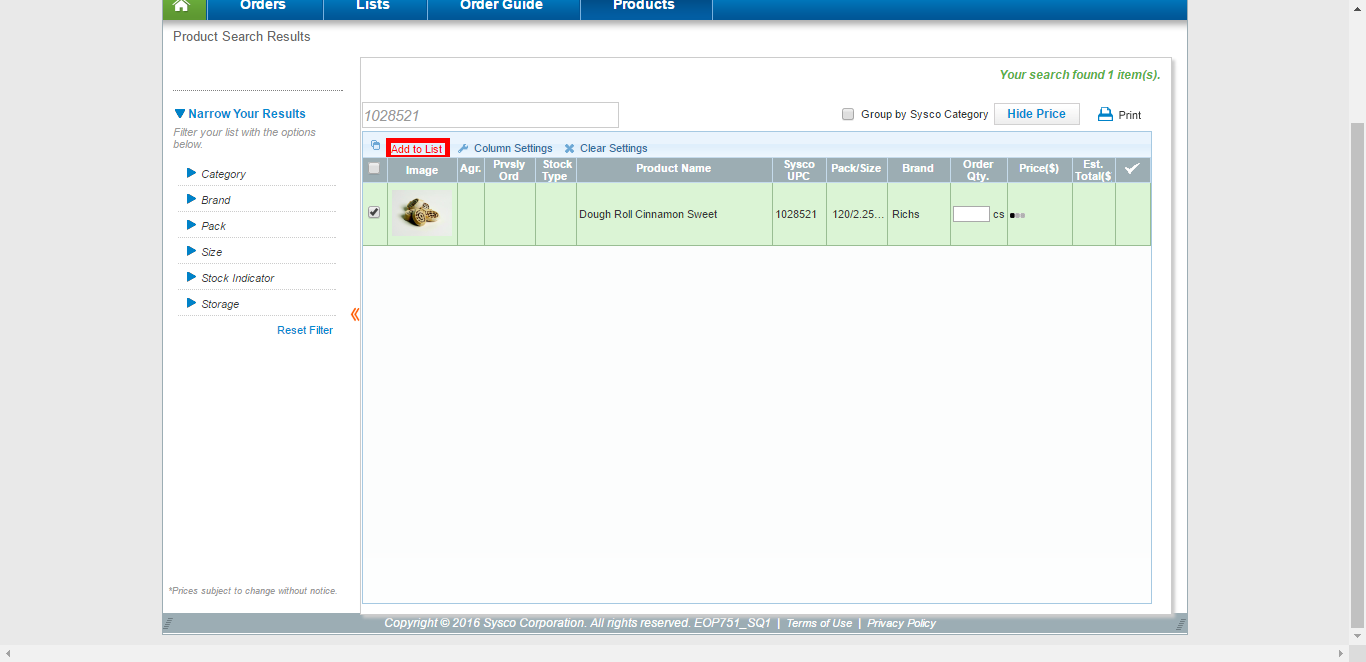 Orders Lists Order Guide Products
Product Search Results
Your search found 1 item(s).
Narrow Your Results
Filter your list with the options
below.
Category
Brand
Pack
Size
Stock Indicator
Storage
Reset Filter
1028521
Group by Sysco Category Hide Price Print
Add to List Column Settings Clear Settings
Image Agr. Prvsly Ord Stock Type Product Name Sysco UPC Pack/Size Brand Order Qty. Price($) Est. Total($
Dough Roll Cinnamon Sweet 1028521 120/2.25... Richs cs
*Prices subject to change without notice.
Copyright © 2016 Sysco Corporation. All rights reserved. EOP751_SQ1 | Terms of Use | Privacy Policy